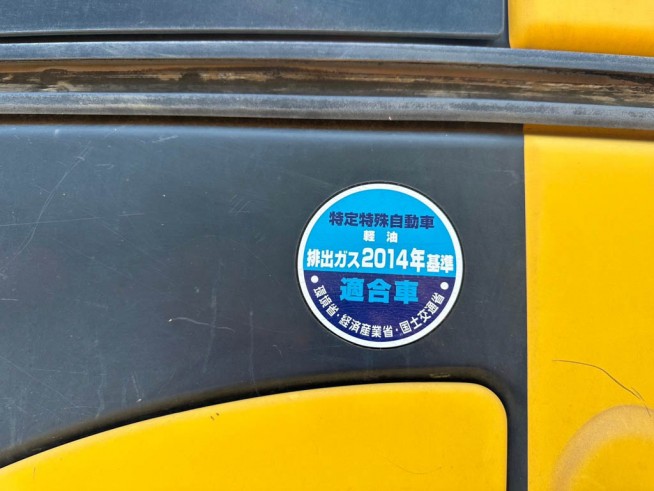 特定特殊自動車
軽油
排出ガス2014年基準
適合車
環境省・経済産業省・国土交通省